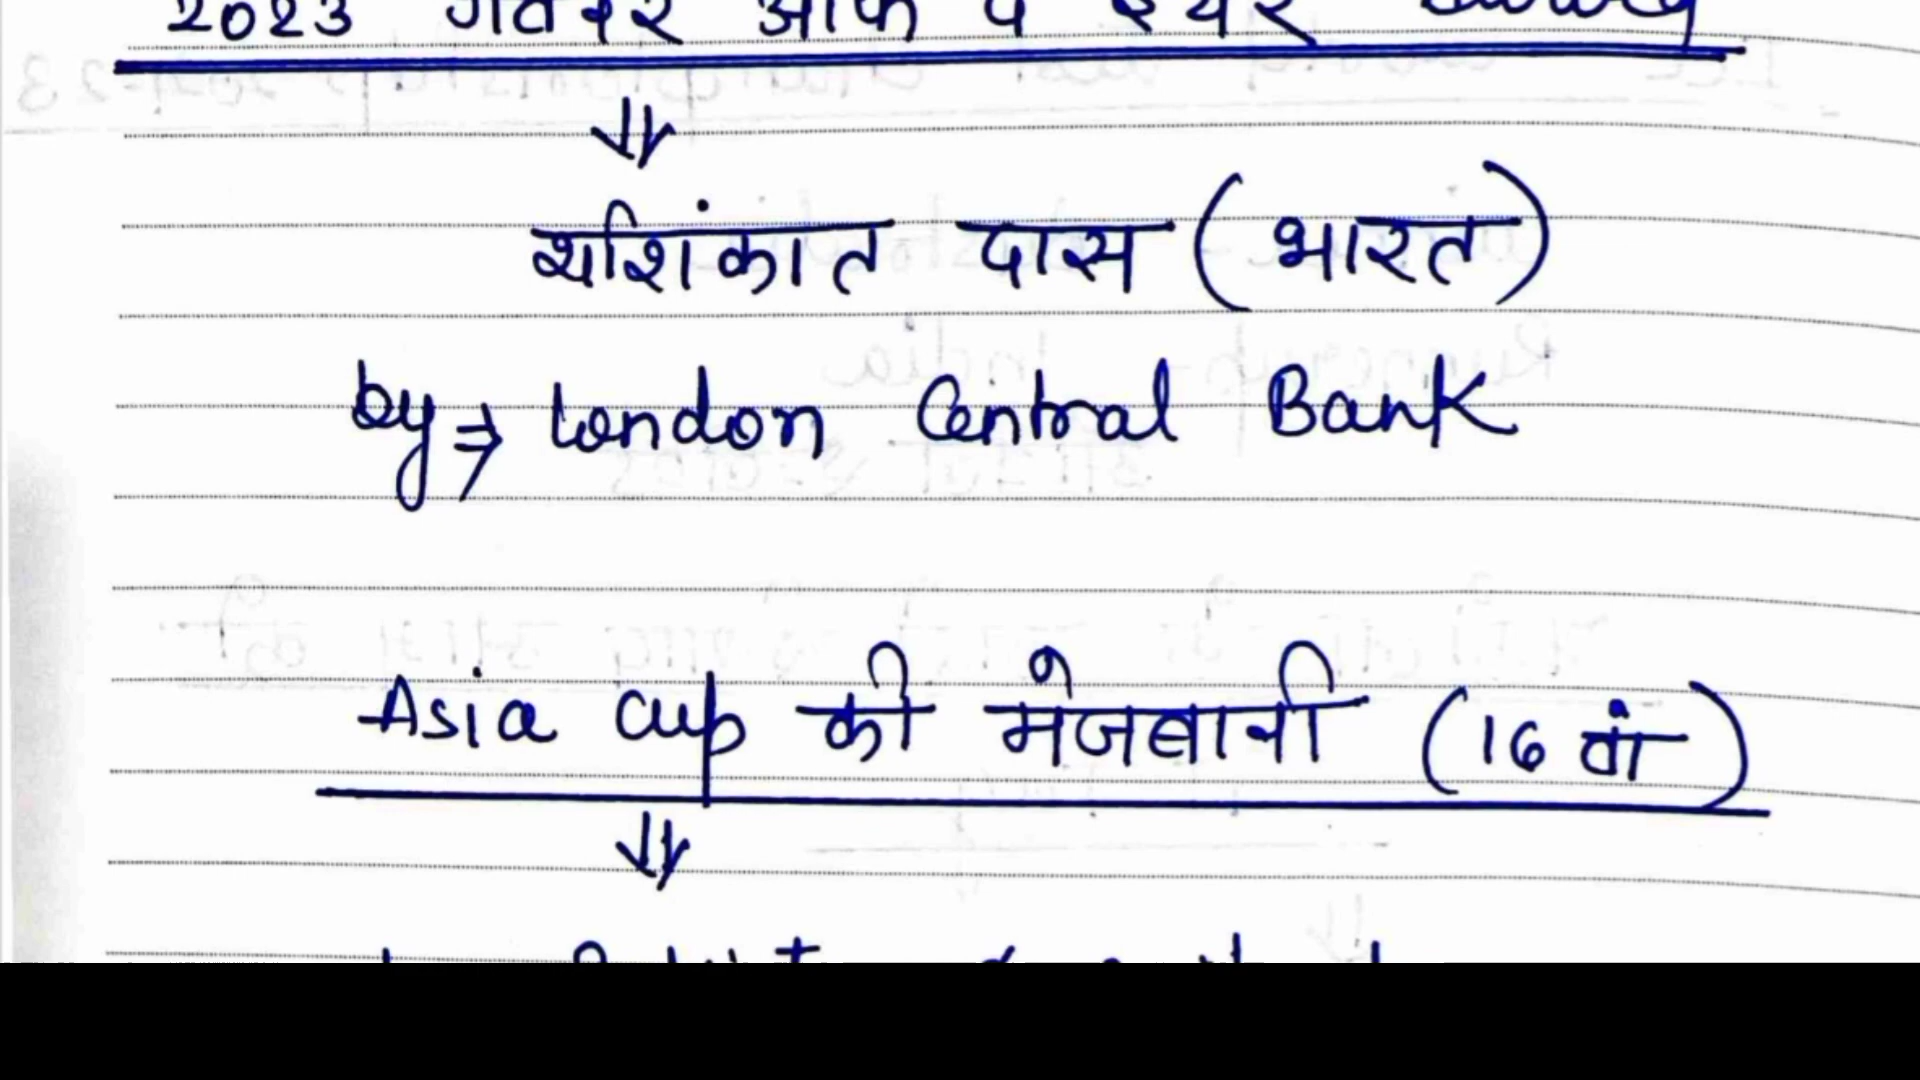 2023 गवर्नर ऑफ द ईयर
शशिकांत दास (भारत)
by ⇒ London Central Bank
Asia Cup की मेजबानी (16 वां)